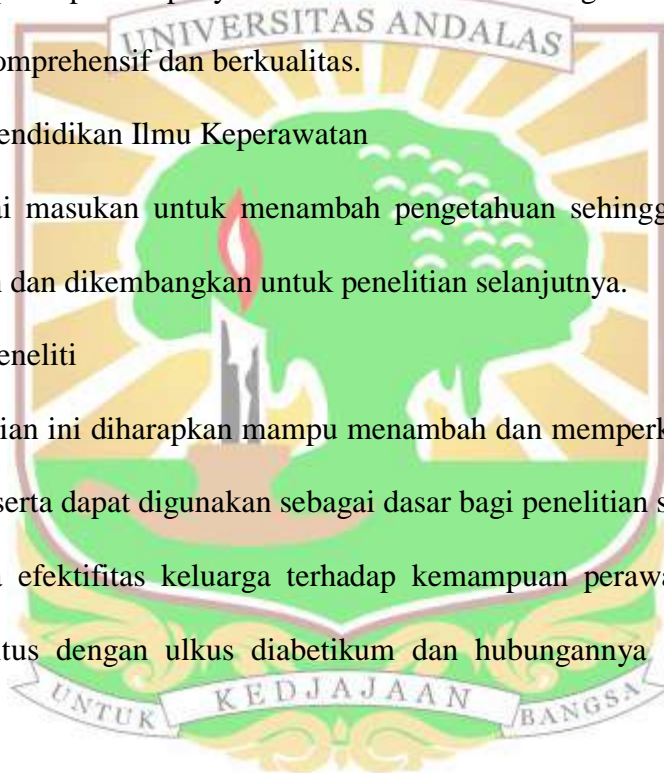 UNIVERSITAS ANDALAS
omprehensif dan berkualitas.
endidikan Ilmu Keperawatan
ai masukan untuk menambah pengetahuan sehingg
dan dikembangkan untuk penelitian selanjutnya.
eneliti
ian ini diharapkan mampu menambah dan memperk
serta dapat digunakan sebagai dasar bagi penelitian s
efektifitas keluarga terhadap kemampuan perawa
tus dengan ulkus diabetikum dan hubungannya
UNTUK KEDJAJAAN BANGSA